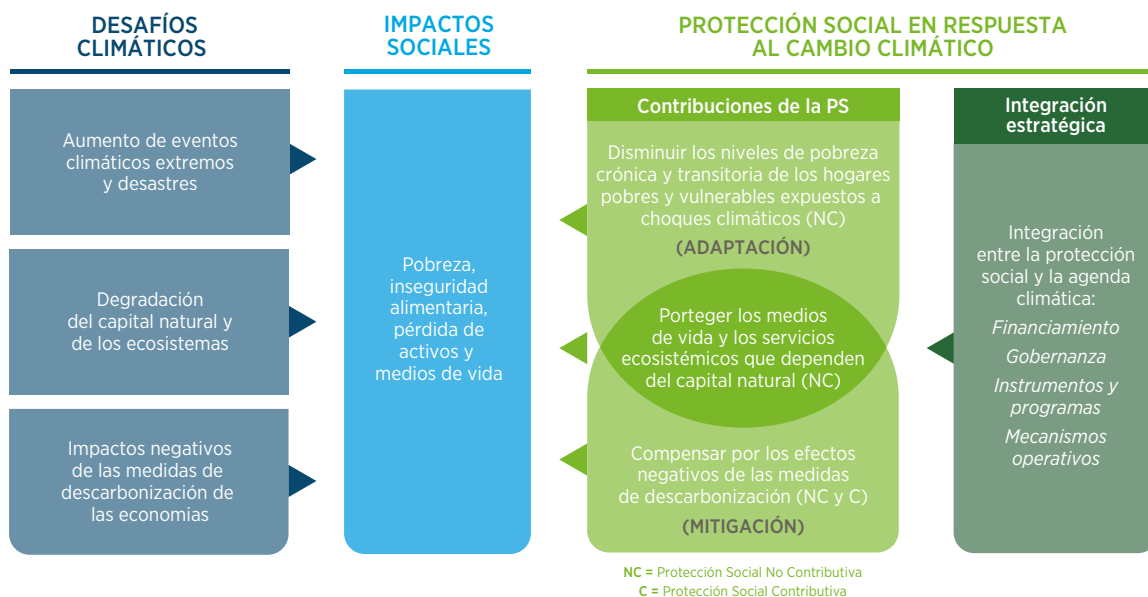 DESAFÍOS
CLIMÁTICOS
Aumento de eventos
climáticos extremos
y desastres
Degradación
del capital natural y
de los ecosistemas
Impactos negativos
de las medidas de
descarbonización de
las economias
IMPACTOS
SOCIALES
Pobreza,
inseguridad
alimentaria,
pérdida de
activos y
medios de vida
PROTECCIÓN SOCIAL EN RESPUESTA
AL CAMBIO CLIMÁTICO
Contribuciones de la PS
Disminuir los niveles de pobreza
crónica y transitoria de los hogares
pobres y vulnerables expuestos a
choques climáticos (NC)
(ADAPTACIÓN)
Porteger los medios
de vida y los servicios
ecosistémicos que dependen
del capital natural (NC)
Compensar por los efectos
negativos de las medidas
de descarbonización (NC y C)
(MITIGACIÓN)
NC = Protección Social No Contributiva
C = Protección Social Contributiva
Integración
estratégica
Integración
entre la protección
social y la agenda
climática:
Financiamiento
Gobernanza
Instrumentos y
programas
Mecanismos
operativos